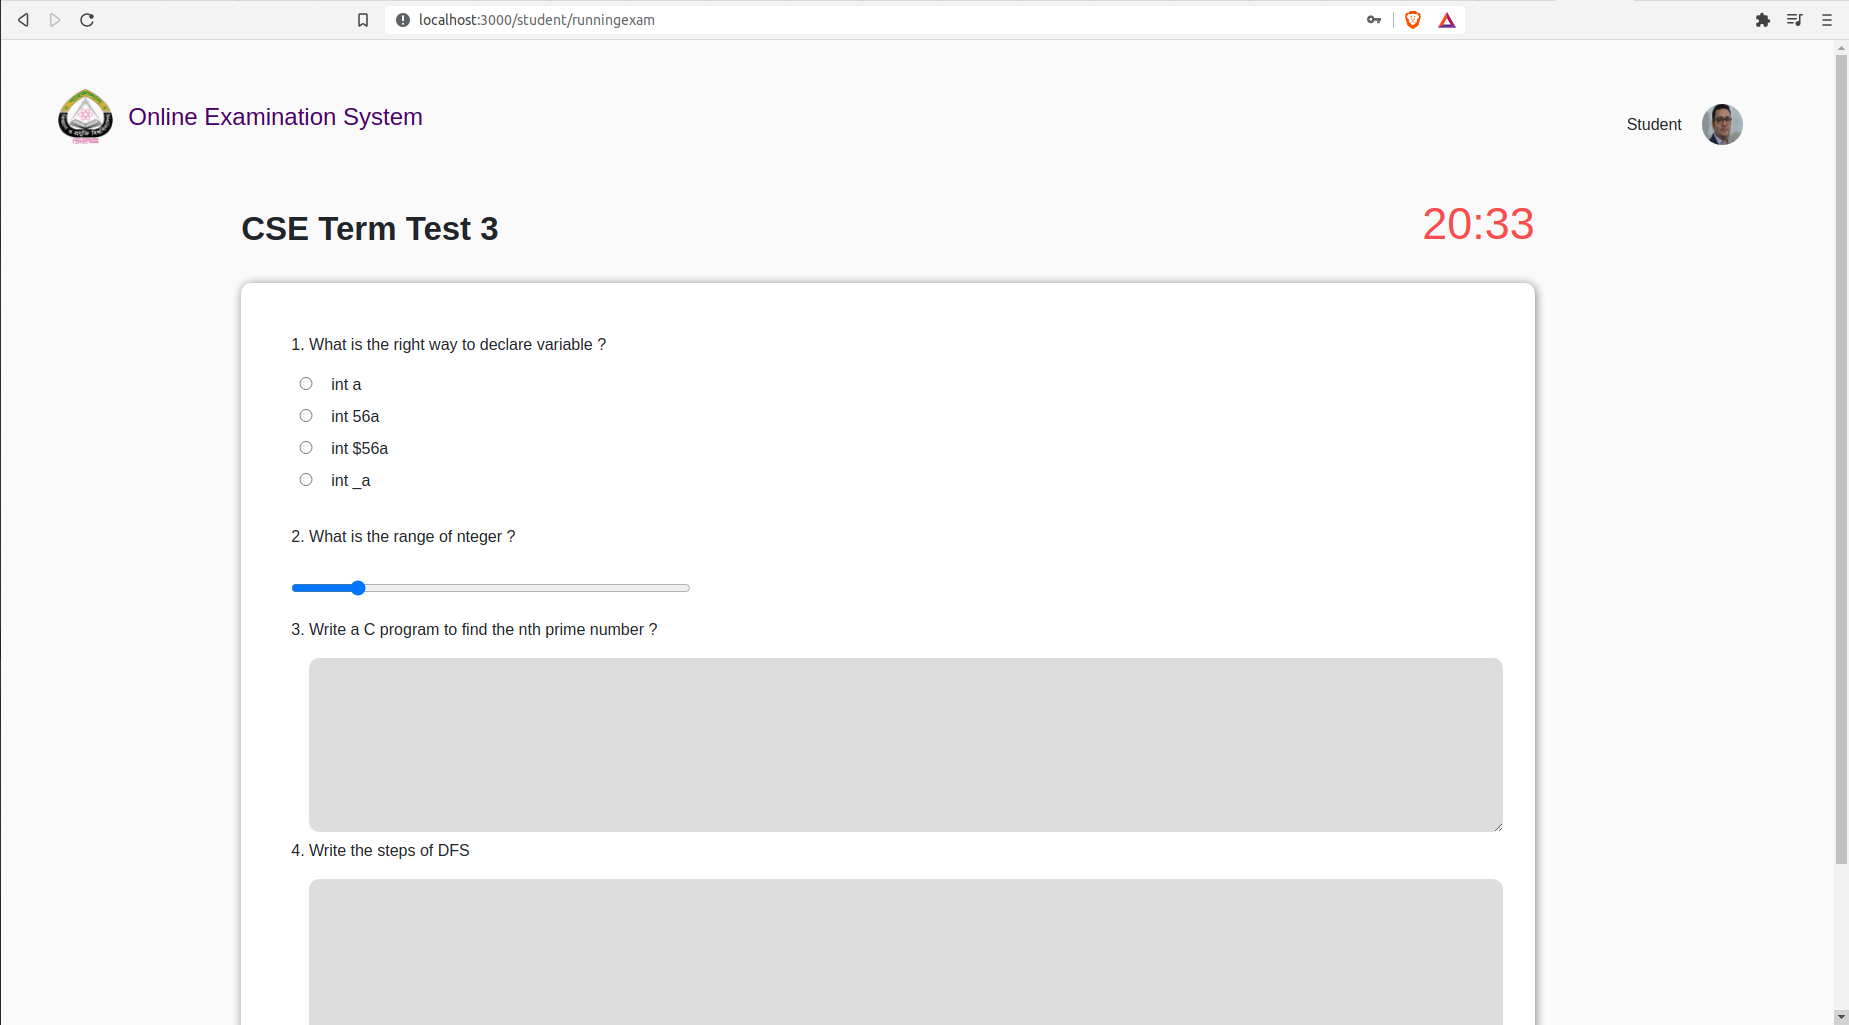 localhost:3000/student/runningexam
Online Examination System
Student
CSE Term Test 3
20:33
1. What is the right way to declare variable ?
int a
int 56a
int $56a
int _a
2. What is the range of nteger ?
3. Write a C program to find the nth prime number ?
4. Write the steps of DFS